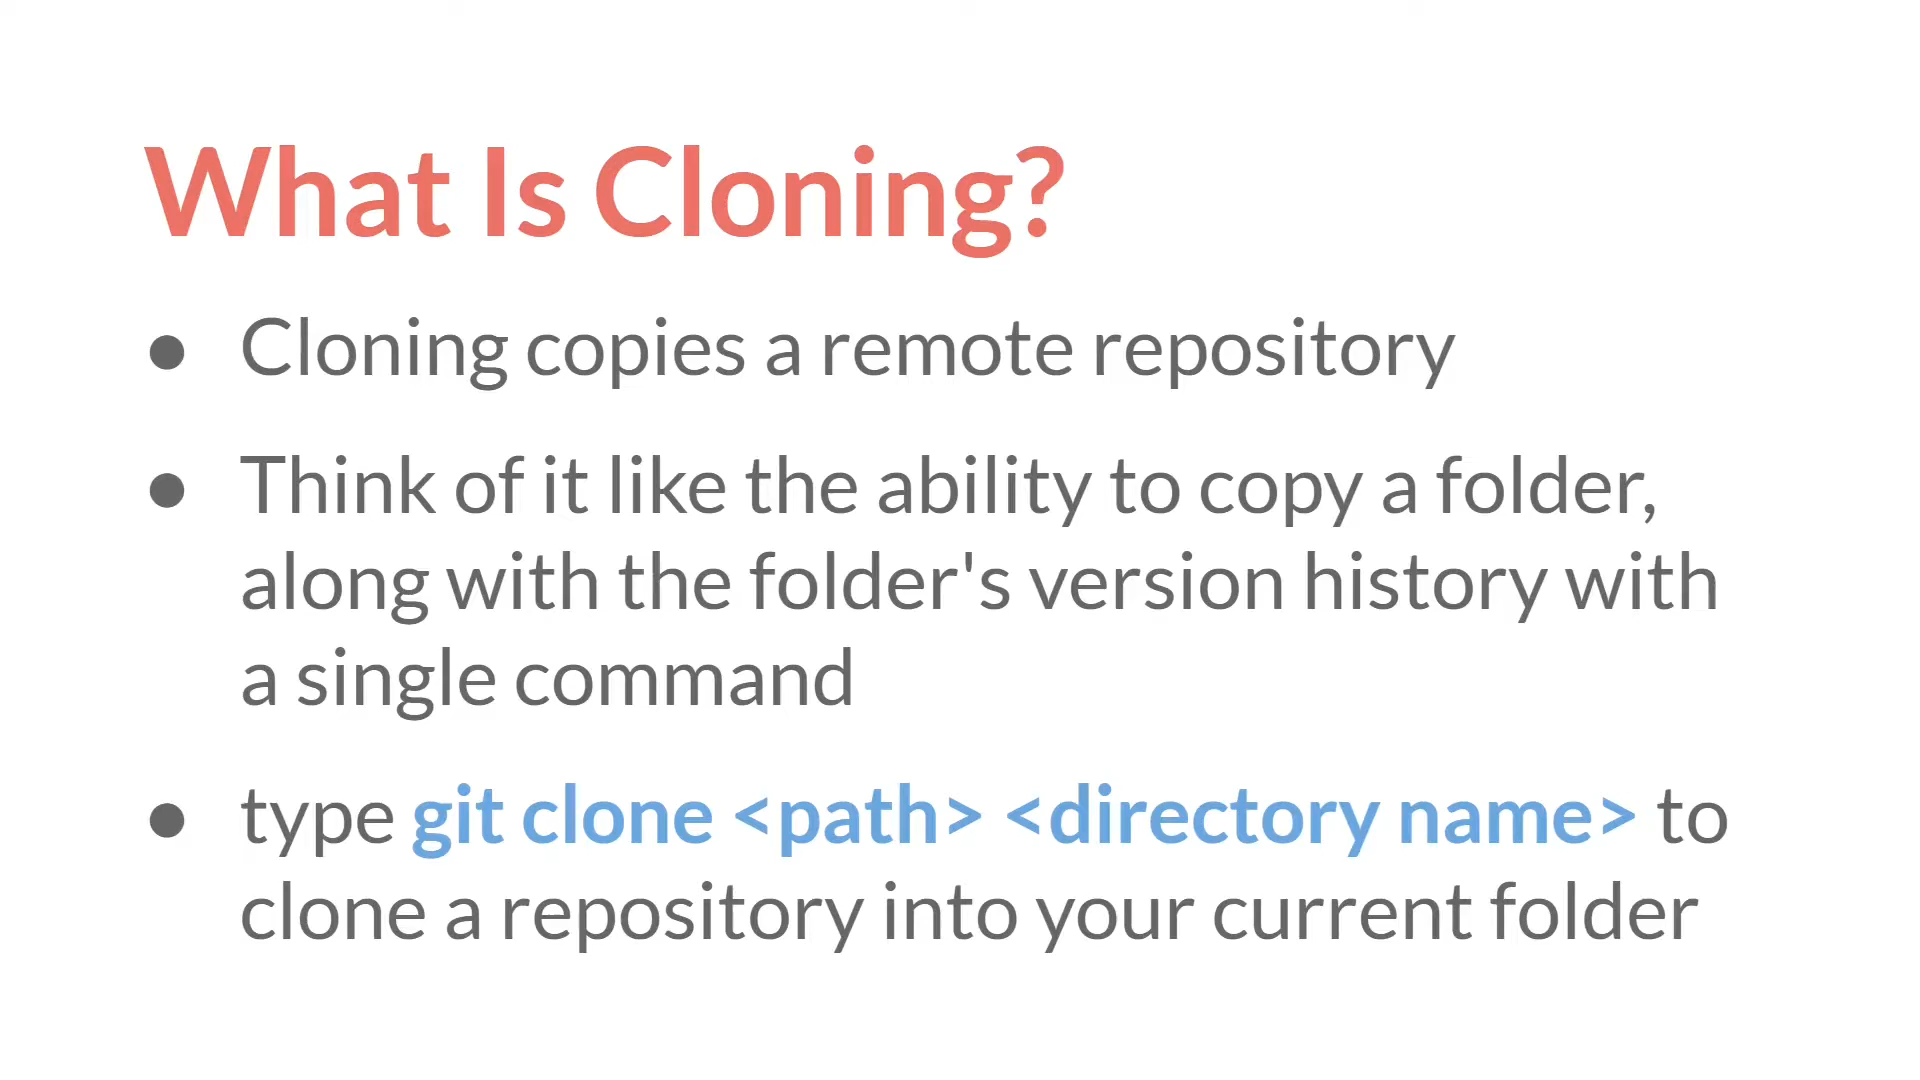 What Is Cloning?
● Cloning copies a remote repository
● Think of it like the ability to copy a folder,
along with the folder's version history with
a single command
● type git clone <path> <directory name> to
clone a repository into your current folder